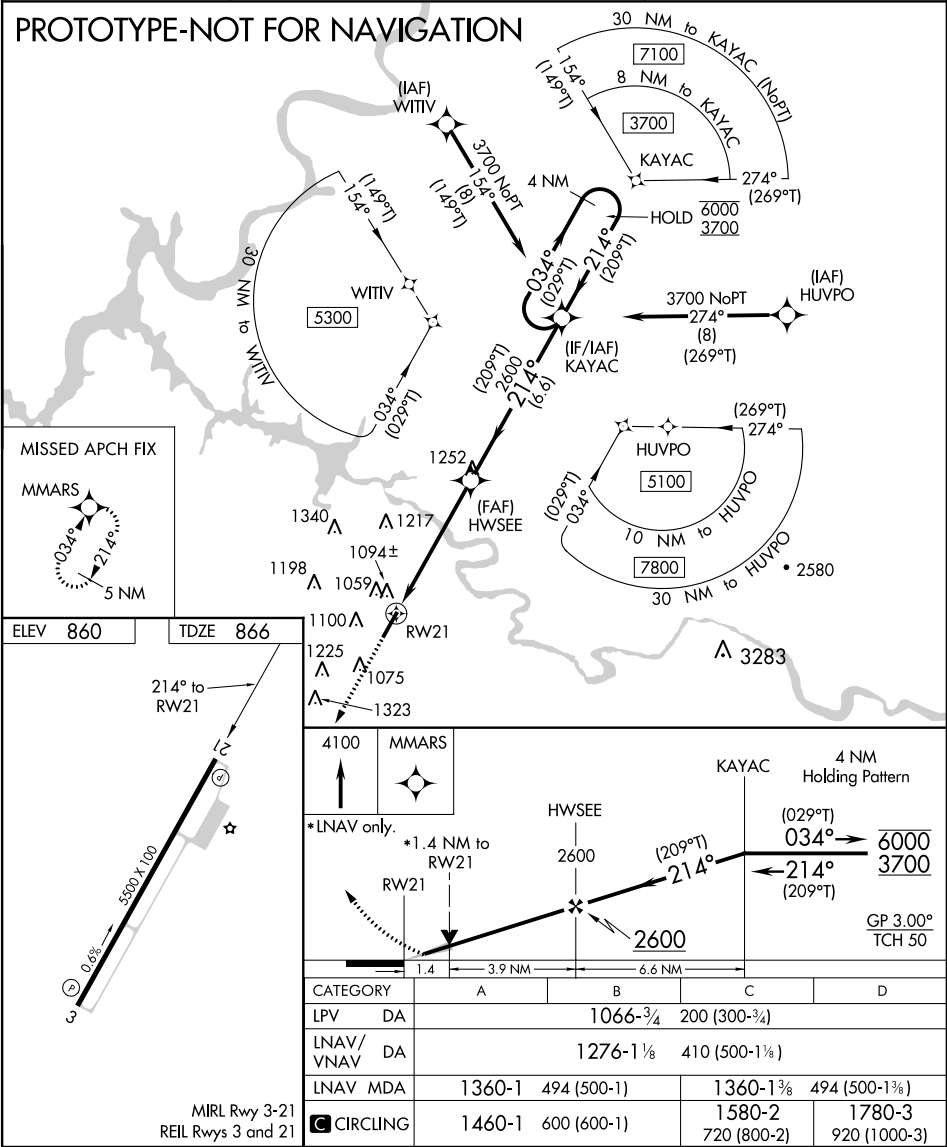 PROTOTYPE-NOT FOR NAVIGATION
30 NM to KAYAC (NoPT)
7100
154°
(149°T)
8 NM to KAYAC
3700
KAYAC
274°
(269°T)
(IAF)
WITIV
3700 NoPT
154°
(8)
(149°T)
4 NM
HOLD
6000
3700
034°
(029°T)
214°
(209°T)
(149°T)
154°
30 NM to WITIV
WITIV
5300
034°
(029°T)
(IAF)
HUVPO
3700 NoPT
274°
(8)
(269°T)
(IF/IAF)
KAYAC
(209°T)
2600
214°
(6.6)
(269°T)
274°
HUVPO
5100
(029°T)
034°
10 NM to HUVPO
7800
30 NM to HUVPO
2580
3283
MISSED APCH FIX
MMARS
034°
214°
5 NM
1252
(FAF)
HWSEE
1340
1217
1094±
1198
1059
1100
RW21
1225
1075
1323
ELEV 860
TDZE 866
214° to
RW21
21
P
5500 X 100
0.6%
P
3
MIRL Rwy 3-21
REIL Rwys 3 and 21
4100
MMARS
*LNAV only.
*1.4 NM to
RW21
RW21
HWSEE
2600
KAYAC
4 NM
Holding Pattern
(209°T)
214°
(029°T)
034°
6000
3700
214°
(209°T)
2600
GP 3.00°
TCH 50
1.4
3.9 NM
6.6 NM
CATEGORY A B C D
LPV DA 1066-¾ 200 (300-¾)
LNAV/
VNAV DA 1276-1⅛ 410 (500-1⅛)
LNAV MDA 1360-1 494 (500-1) 1360-1⅜ 494 (500-1⅜)
C CIRCLING 1460-1 600 (600-1) 1580-2 720 (800-2) 1780-3 920 (1000-3)